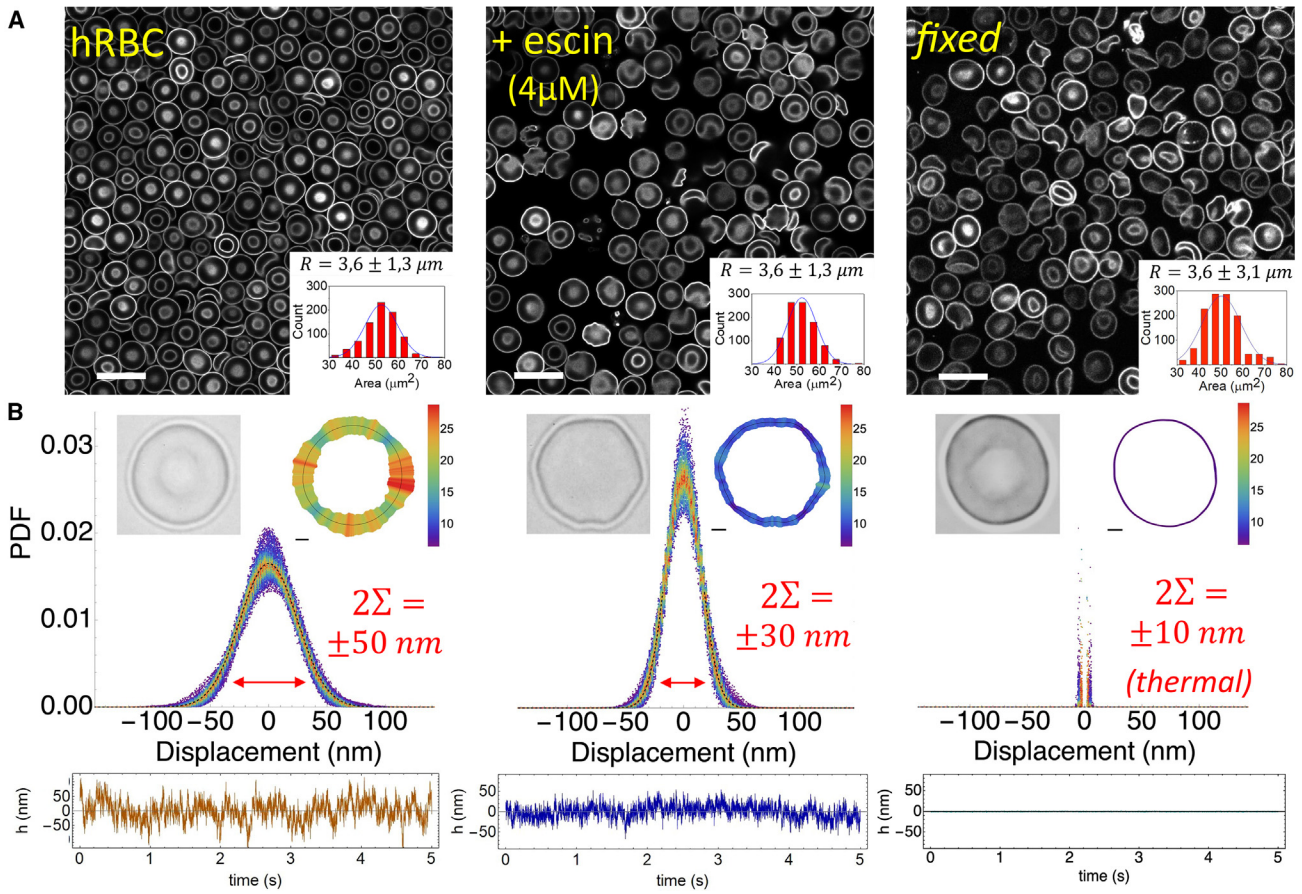 A
hRBC
R = 3,6 ± 1,3 μm
300
200
100
Count
30 40 50 60 70 80
Area (μm²)
+ escin
(4μM)
R = 3,6 ± 1,3 μm
300
200
100
Count
30 40 50 60 70 80
Area (μm²)
fixed
R = 3,6 ± 3,1 μm
300
200
100
Count
30 40 50 60 70 80
Area (μm²)
B
PDF
0.03
0.02
0.01
0.00
25
20
15
10
2Σ =
±50 nm
−100 −50 0 50 100
Displacement (nm)
25
20
15
10
2Σ =
±30 nm
−100 −50 0 50 100
Displacement (nm)
25
20
15
10
2Σ =
±10 nm
(thermal)
−100 −50 0 50 100
Displacement (nm)
h (nm)
50
0
−50
0 1 2 3 4 5
time (s)
h (nm)
50
0
−50
0 1 2 3 4 5
time (s)
h (nm)
50
0
−50
0 1 2 3 4 5
time (s)